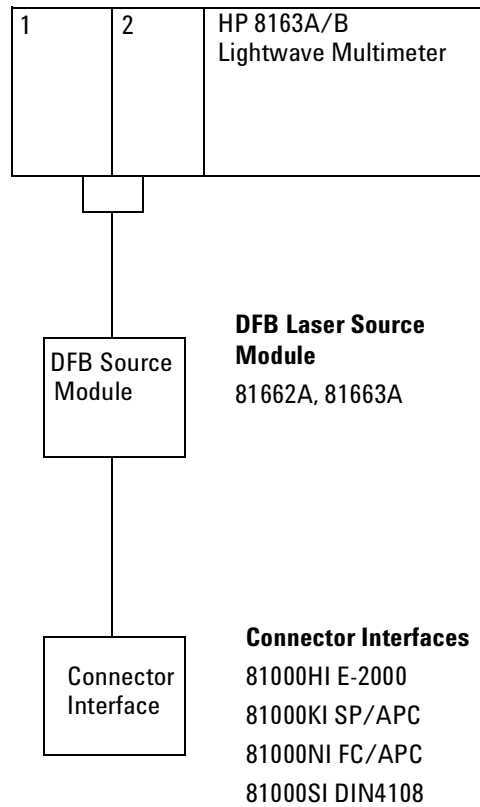 1
2
HP 8163A/B
Lightwave Multimeter
DFB Source
Module
DFB Laser Source
Module
81662A, 81663A
Connector
Interface
Connector Interfaces
81000HI E-2000
81000KI SP/APC
81000NI FC/APC
81000SI DIN4108